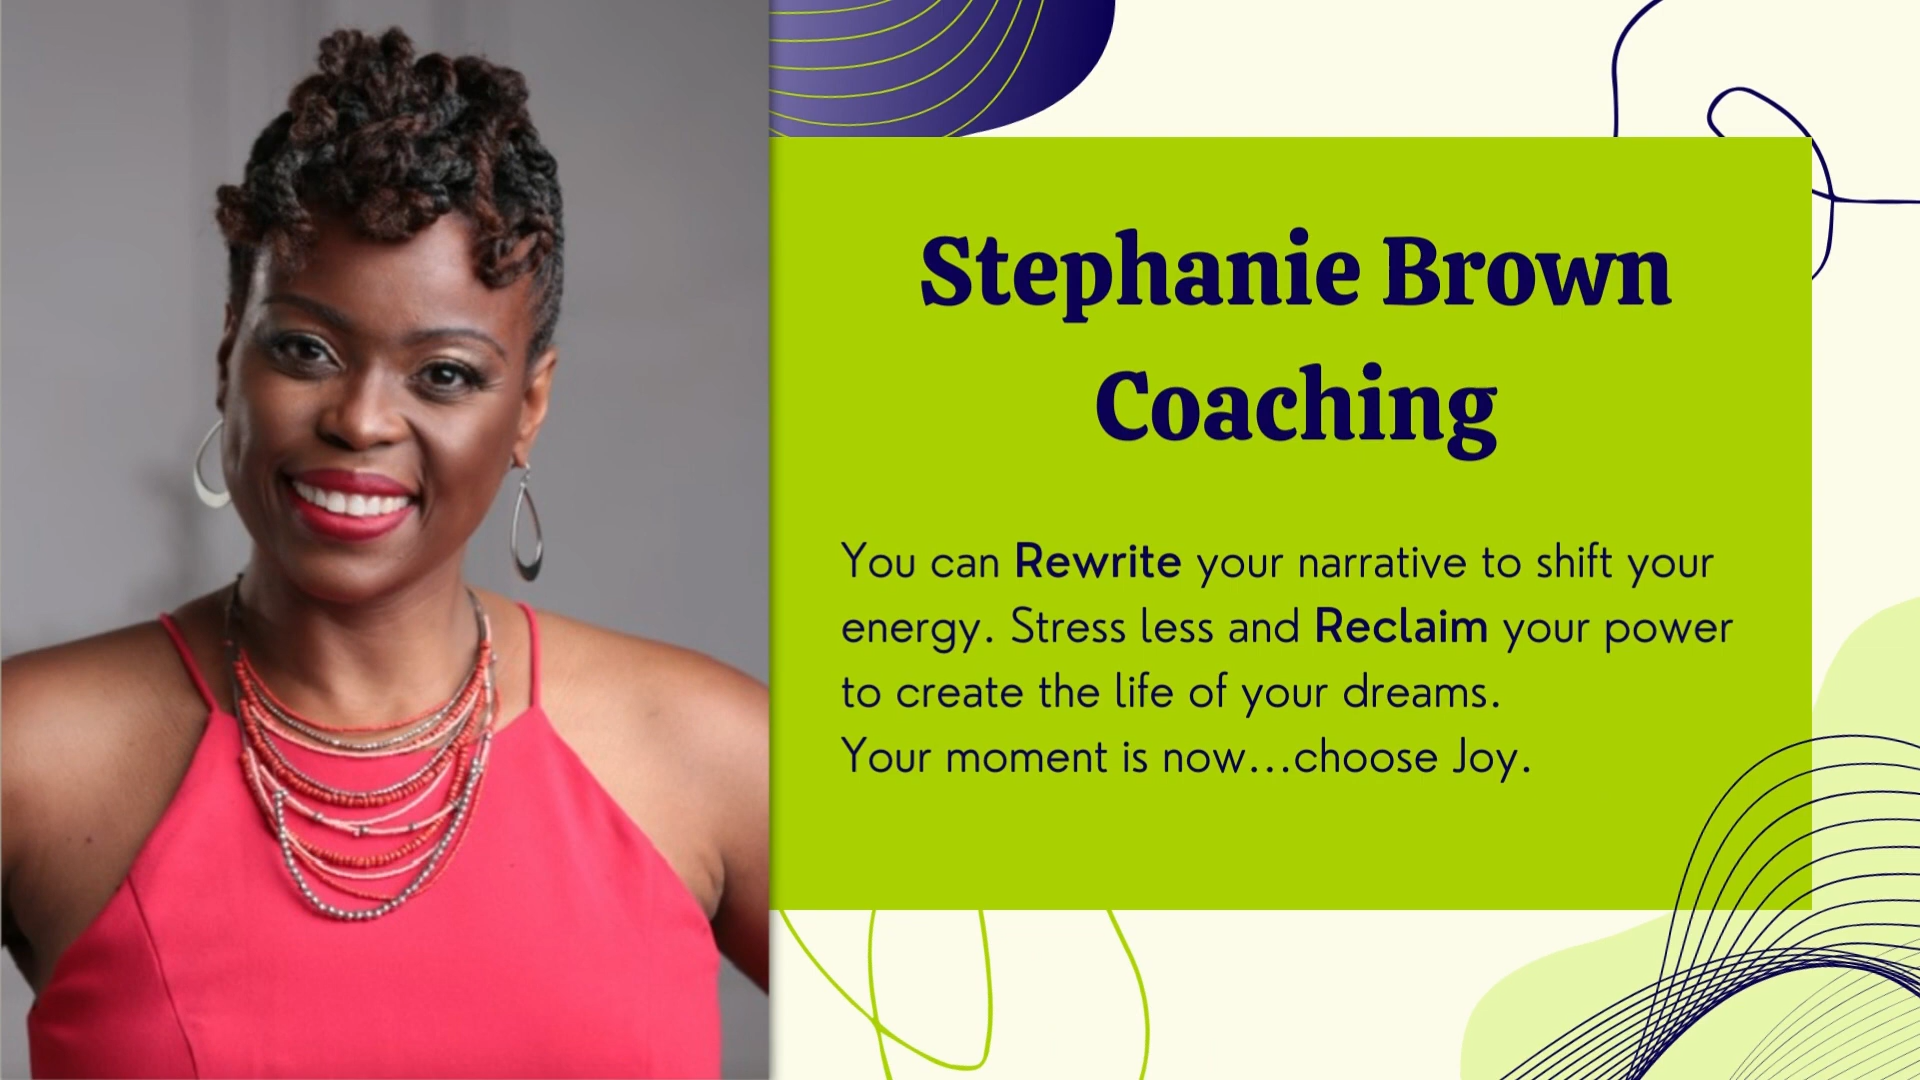 Stephanie Brown
Coaching
You can Rewrite your narrative to shift your
energy. Stress less and Reclaim your power
to create the life of your dreams.
Your moment is now...choose Joy.